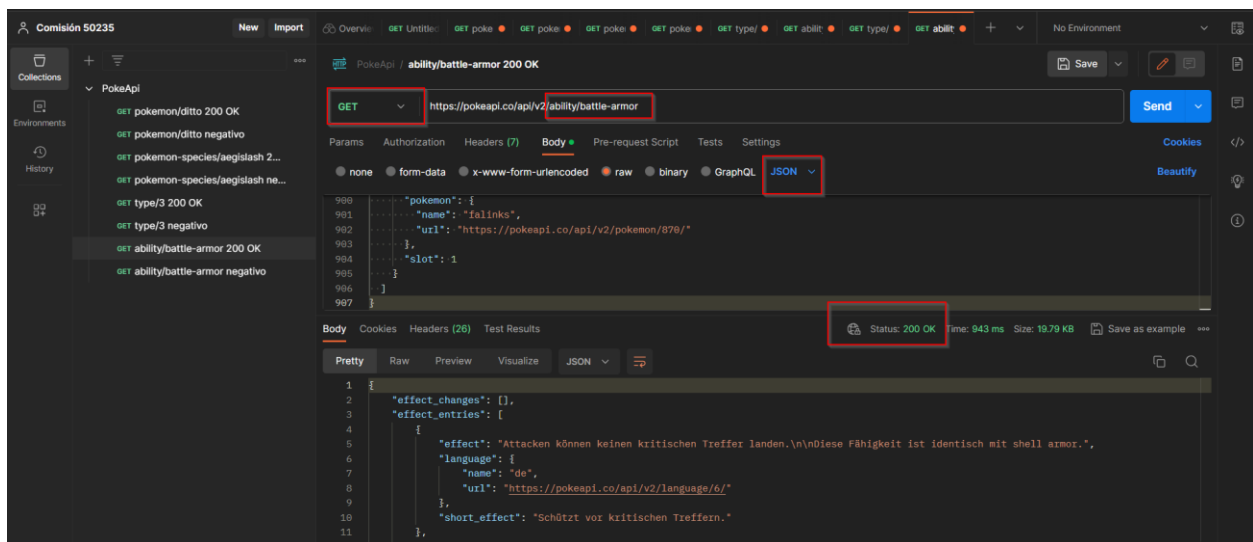 Comisión 50235
New
Import
Overvie
GET Untitled
GET poke
GET poke
GET poke
GET poke
GET type/
GET abilit
GET type/
GET abilit
No Environment
Collections
Environments
History
PokeApi
GET pokemon/ditto 200 OK
GET pokemon/ditto negativo
GET pokemon-species/aegislash 2...
GET pokemon-species/aegislash ne...
GET type/3 200 OK
GET type/3 negativo
GET ability/battle-armor 200 OK
GET ability/battle-armor negativo
HTTP PokeApi / ability/battle-armor 200 OK
Save
GET
https://pokeapi.co/api/v2/ability/battle-armor
Send
Params Authorization Headers (7) Body Pre-request Script Tests Settings
Cookies
none form-data x-www-form-urlencoded raw binary GraphQL JSON
Beautify
900 "pokemon": {
901 "name": "falinks",
902 "url": "https://pokeapi.co/api/v2/pokemon/870/"
903 },
904 "slot": 1
905 }
906 ]
907 }
Body Cookies Headers (26) Test Results
Status: 200 OK Time: 943 ms Size: 19.79 KB Save as example
Pretty Raw Preview Visualize JSON
1 {
2 "effect_changes": [],
3 "effect_entries": [
4 {
5 "effect": "Attacken können keinen kritischen Treffer landen.\n\nDiese Fähigkeit ist identisch mit shell armor.",
6 "language": {
7 "name": "de",
8 "url": "https://pokeapi.co/api/v2/language/6/"
9 },
10 "short_effect": "Schützt vor kritischen Treffern."
11 },